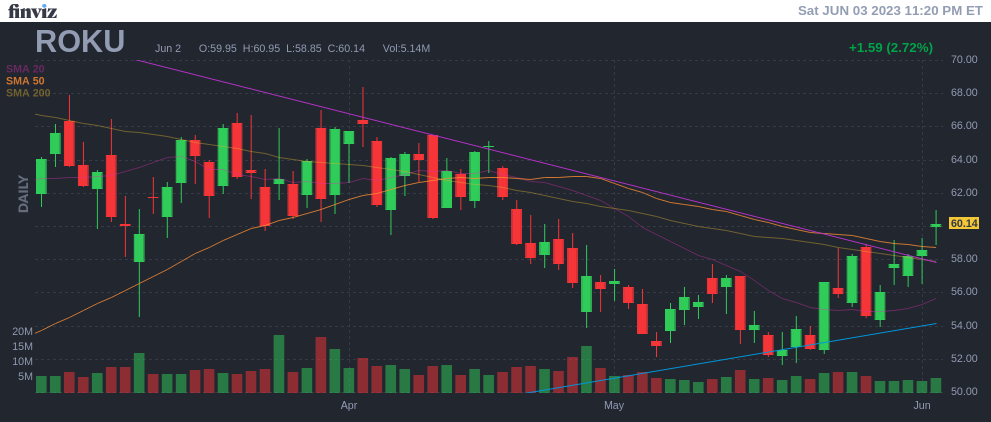 finviz
Sat JUN 03 2023 11:20 PM ET
ROKU
Jun 2 O:59.95 H:60.95 L:58.85 C:60.14 Vol:5.14M
+1.59 (2.72%)
SMA 20
SMA 50
SMA 200
DAILY
70.00
68.00
66.00
64.00
62.00
60.14
58.00
56.00
54.00
52.00
50.00
20M
15M
10M
5M
Apr
May
Jun